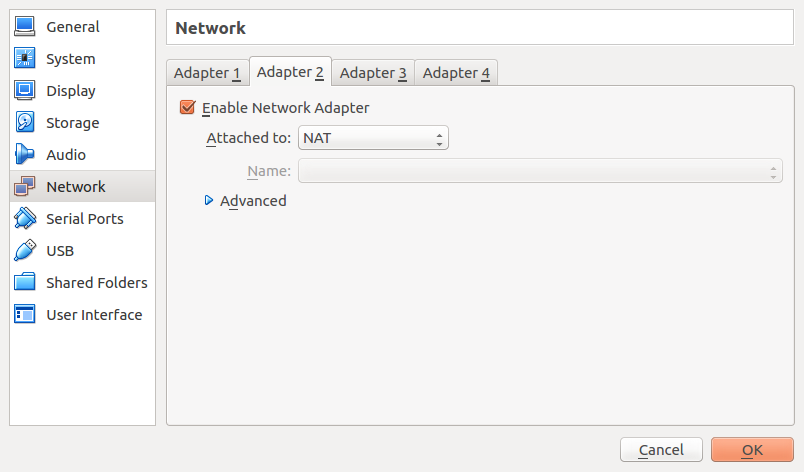 General
System
Display
Storage
Audio
Network
Serial Ports
USB
Shared Folders
User Interface
Network
Adapter 1
Adapter 2
Adapter 3
Adapter 4
Enable Network Adapter
Attached to: NAT
Name:
Advanced
Cancel
OK